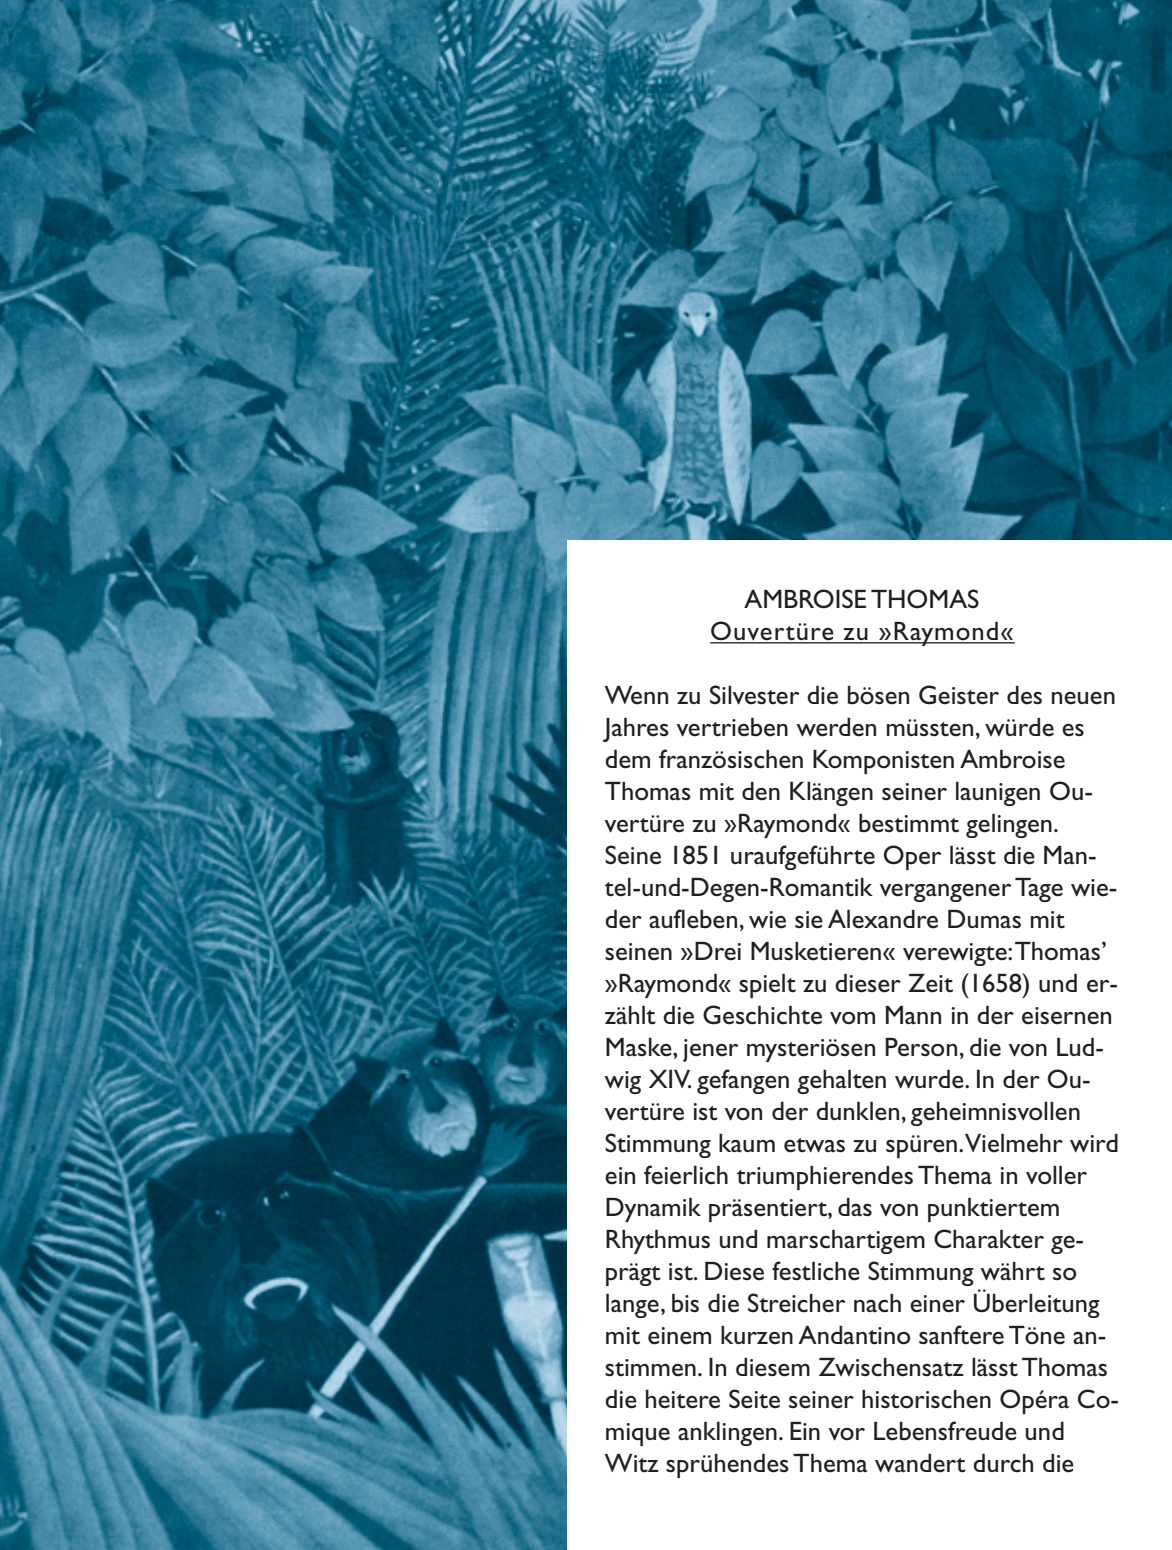 AMBROISE THOMAS
Ouvertüre zu »Raymond«
Wenn zu Silvester die bösen Geister des neuen
Jahres vertrieben werden müssten, würde es
dem französischen Komponisten Ambroise
Thomas mit den Klängen seiner launigen Ou-
vertüre zu »Raymond« bestimmt gelingen.
Seine 1851 uraufgeführte Oper lässt die Man-
tel-und-Degen-Romantik vergangener Tage wie-
der aufleben, wie sie Alexandre Dumas mit
seinen »Drei Musketieren« verewigte: Thomas’
»Raymond« spielt zu dieser Zeit (1658) und er-
zählt die Geschichte vom Mann in der eisernen
Maske, jener mysteriösen Person, die von Lud-
wig XIV. gefangen gehalten wurde. In der Ou-
vertüre ist von der dunklen, geheimnisvollen
Stimmung kaum etwas zu spüren. Vielmehr wird
ein feierlich triumphierendes Thema in voller
Dynamik präsentiert, das von punktiertem
Rhythmus und marschartigem Charakter ge-
prägt ist. Diese festliche Stimmung währt so
lange, bis die Streicher nach einer Überleitung
mit einem kurzen Andantino sanftere Töne an-
stimmen. In diesem Zwischensatz lässt Thomas
die heitere Seite seiner historischen Opéra Co-
mique anklingen. Ein vor Lebensfreude und
Witz sprühendes Thema wandert durch die